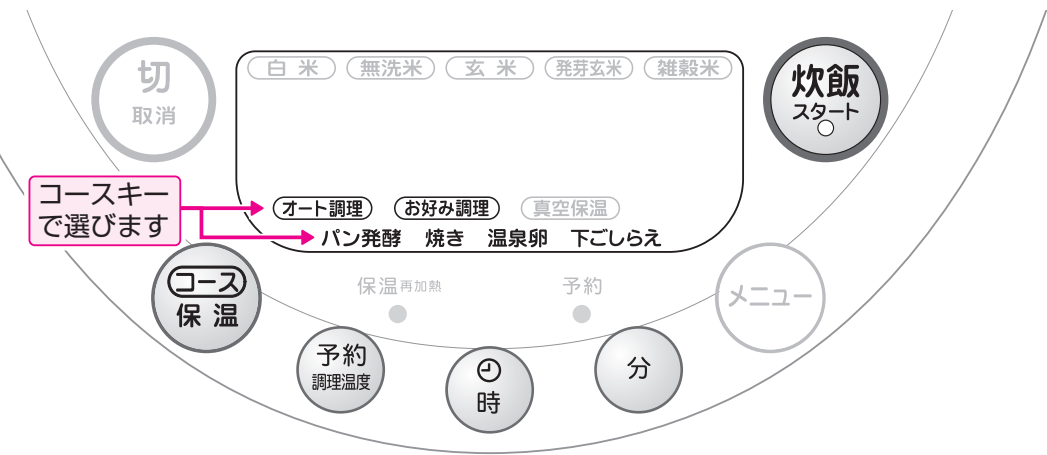 切
取消
白米
無洗米
玄米
発芽玄米
雑穀米
炊飯
スタート
コースキー
で選びます
オート調理
お好み調理
真空保温
パン発酵 焼き 温泉卵 下ごしらえ
コース
保温
保温再加熱
予約
メニュー
予約
調理温度
時
分